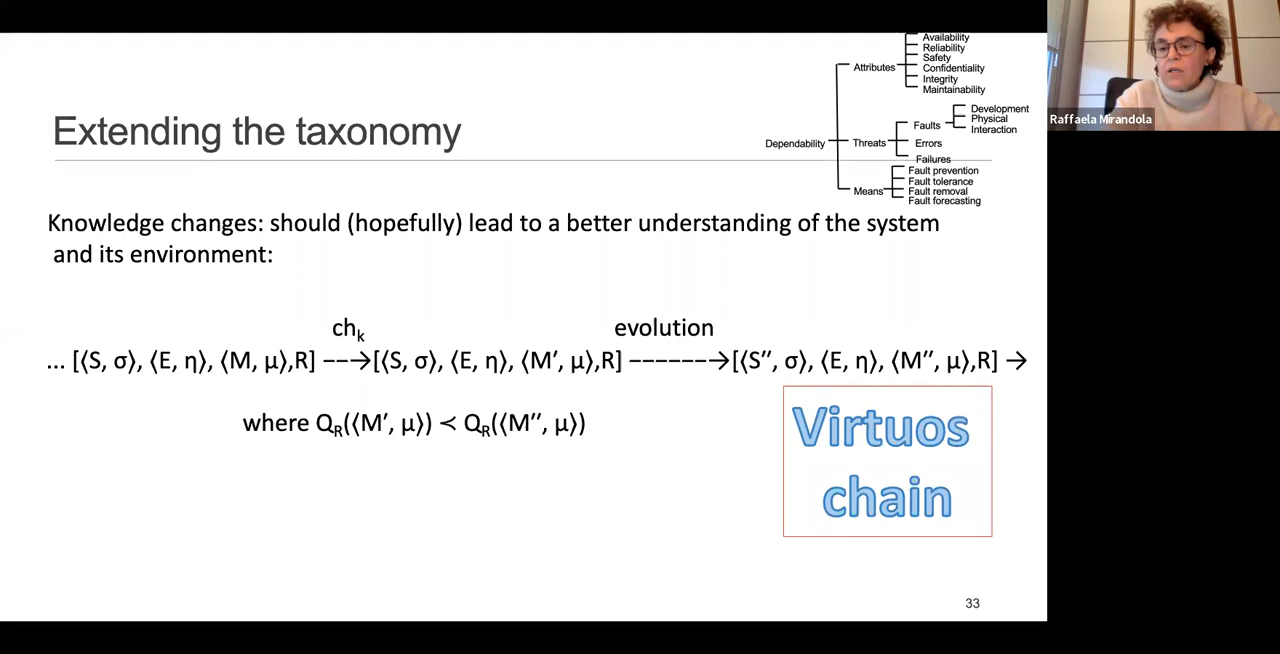 Availability
Reliability
Safety
Attributes
Confidentiality
Integrity
Maintainability
Development
Physical
Interaction
Faults
Dependability
Threats
Errors
Failures
Fault prevention
Fault tolerance
Means
Fault removal
Fault forecasting
Raffaela Mirandola
Extending the taxonomy
Knowledge changes: should (hopefully) lead to a better understanding of the system
and its environment:
chₖ evolution
... [⟨S, σ⟩, ⟨E, η⟩, ⟨M, μ⟩,R] −−→[⟨S, σ⟩, ⟨E, η⟩, ⟨M′, μ⟩,R] −−−−−−−→[⟨S′′, σ⟩, ⟨E, η⟩, ⟨M′′, μ⟩,R] →
where Q_R(⟨M′, μ⟩) ≺ Q_R(⟨M′′, μ⟩)
Virtuos
chain
33